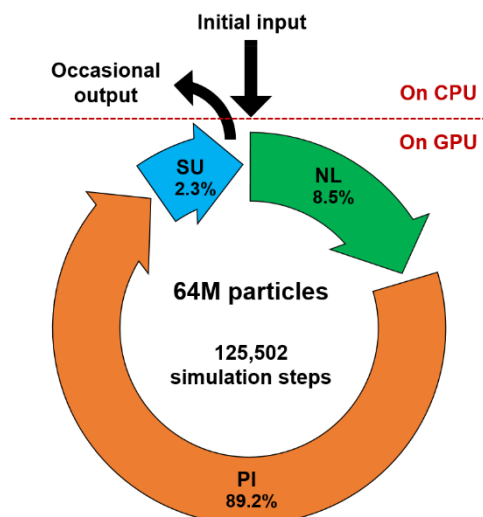 Initial input
Occasional
output
On CPU
On GPU
SU
2.3%
NL
8.5%
64M particles
125,502
simulation steps
PI
89.2%